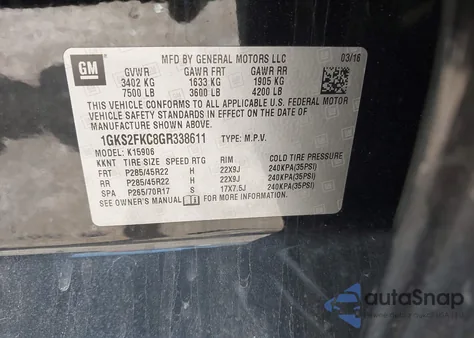 GM
MFD BY GENERAL MOTORS LLC 03/16
GVWR GAWR FRT GAWR RR
3402 KG 1633 KG 1905 KG
7500 LB 3600 LB 4200 LB
THIS VEHICLE CONFORMS TO ALL APPLICABLE U.S. FEDERAL MOTOR
VEHICLE SAFETY STANDARDS IN EFFECT ON THE DATE OF
MANUFACTURE SHOWN ABOVE.
1GKS2FKC8GR338611 TYPE: M.P.V.
MODEL: K15906
KKNT TIRE SIZE SPEED RTG RIM COLD TIRE PRESSURE
FRT P285/45R22 H 22X9J 240KPA(35PSI)
RR P285/45R22 H 22X9J 240KPA(35PSI)
SPA P265/70R17 S 17X7.5J 240KPA(35PSI)
SEE OWNER'S MANUAL FOR MORE INFORMATION
autaSnap